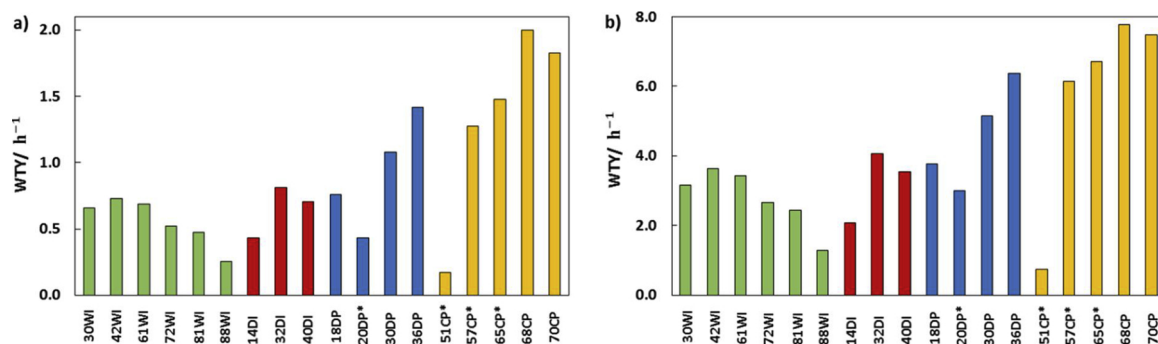 a)
WTY/ h⁻¹
2.0
1.5
1.0
0.5
0.0
30WI
42WI
61WI
72WI
81WI
88WI
14DI
32DI
40DI
18DP
20DP*
30DP
36DP
51CP*
57CP*
65CP*
68CP
70CP
b)
WTY/ h⁻¹
8.0
6.0
4.0
2.0
0.0
30WI
42WI
61WI
72WI
81WI
88WI
14DI
32DI
40DI
18DP
20DP*
30DP
36DP
51CP*
57CP*
65CP*
68CP
70CP